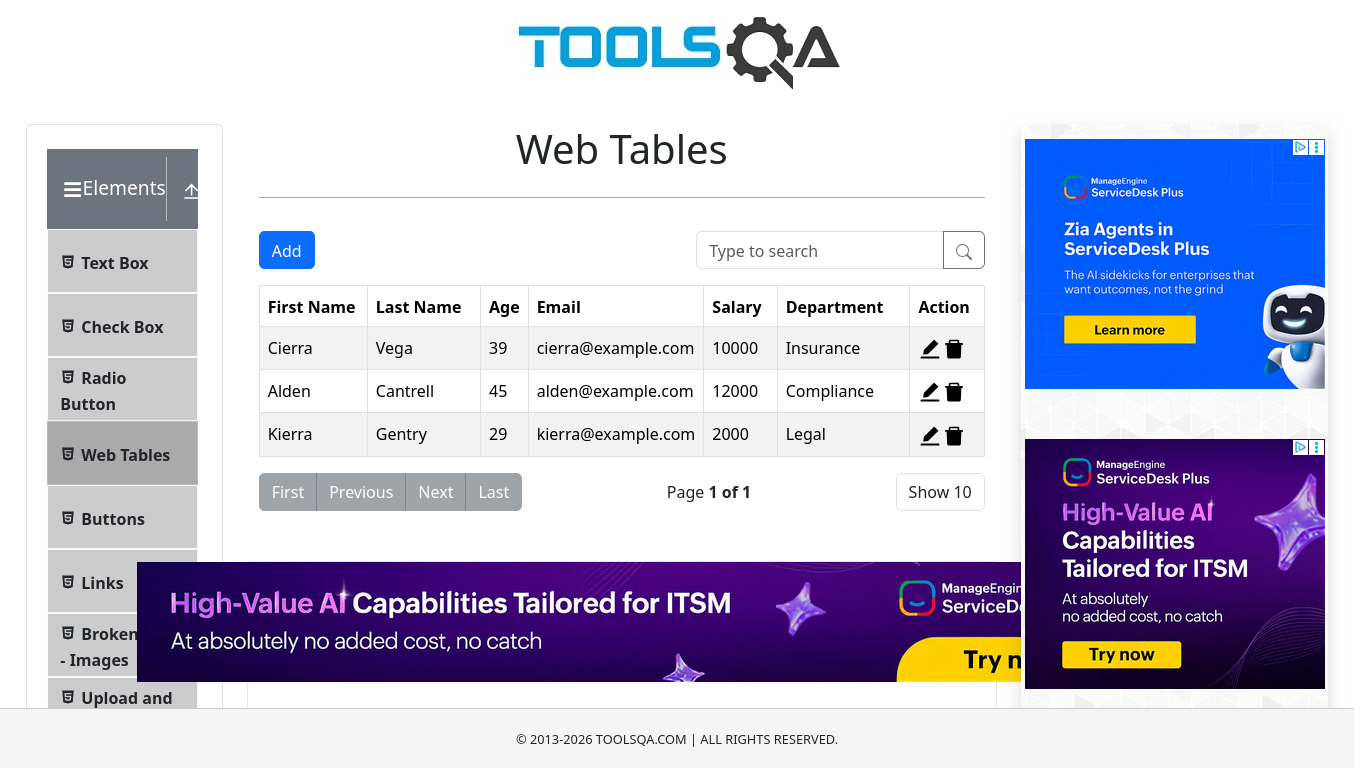 TOOLSQA
Elements
Text Box
Check Box
Radio
Button
Web Tables
Buttons
Links
Broken
- Images
Upload and
Web Tables
Add
Type to search
First Name Last Name Age Email Salary Department Action
Cierra Vega 39 cierra@example.com 10000 Insurance
Alden Cantrell 45 alden@example.com 12000 Compliance
Kierra Gentry 29 kierra@example.com 2000 Legal
First Previous Next Last
Page 1 of 1
Show 10
High-Value AI Capabilities Tailored for ITSM
At absolutely no added cost, no catch
ManageEngin
ServiceD
Try n
ManageEngine
ServiceDesk Plus
Zia Agents in
ServiceDesk Plus
The AI sidekicks for enterprises that
want outcomes, not the grind
Learn more
ManageEngine
ServiceDesk Plus
High-Value AI
Capabilities
Tailored for ITSM
At absolutely
no added cost, no catch
Try now
© 2013-2026 TOOLSQA.COM | ALL RIGHTS RESERVED.